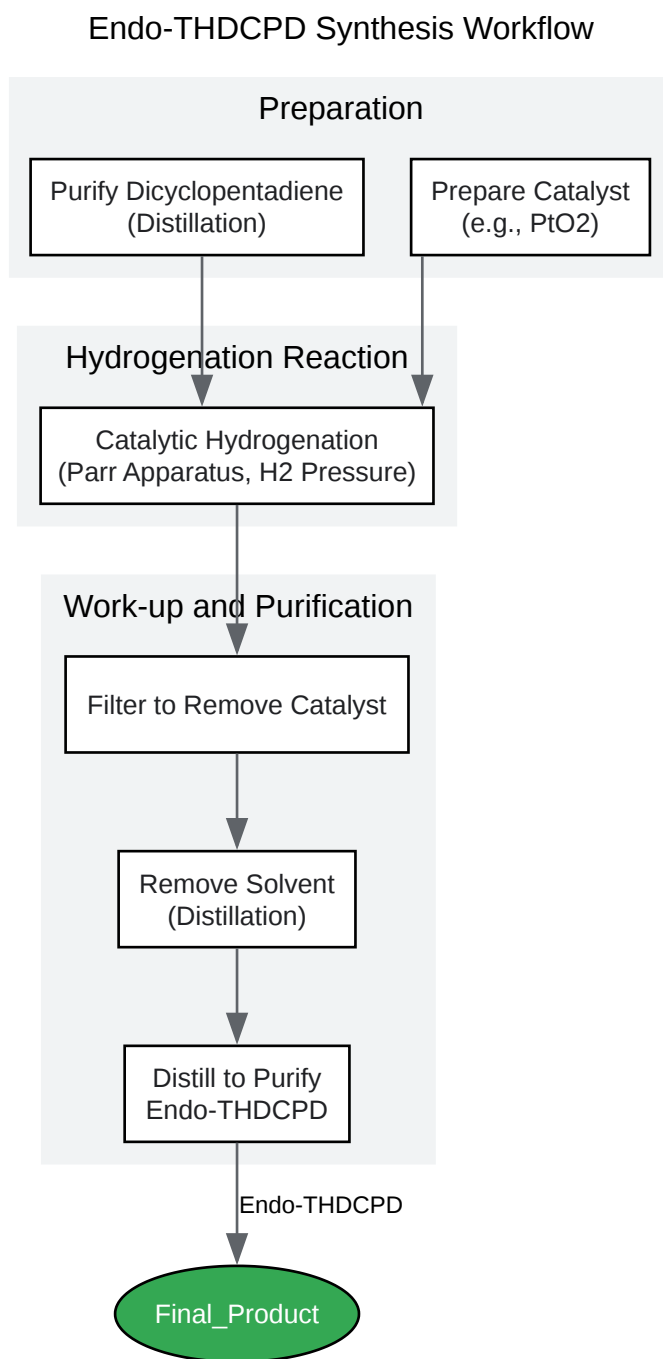 Endo-THDCPD Synthesis Workflow
Preparation
Purify Dicyclopentadiene
(Distillation)
Prepare Catalyst
(e.g., PtO2)
Hydrogenation Reaction
Catalytic Hydrogenation
(Parr Apparatus, H2 Pressure)
Work-up and Purification
Filter to Remove Catalyst
Remove Solvent
(Distillation)
Distill to Purify
Endo-THDCPD
Endo-THDCPD
Final_Product